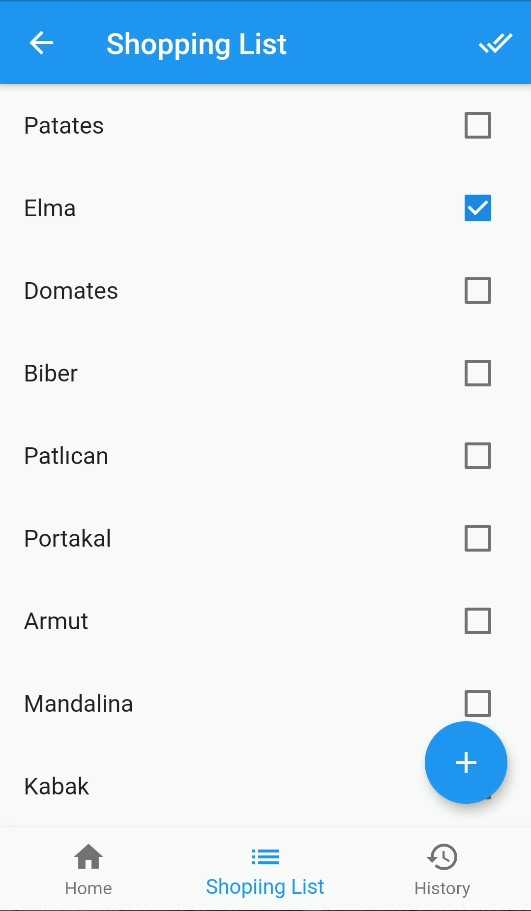 Shopping List
Patates
Elma
Domates
Biber
Patlıcan
Portakal
Armut
Mandalina
Kabak
Home
Shopiing List
History